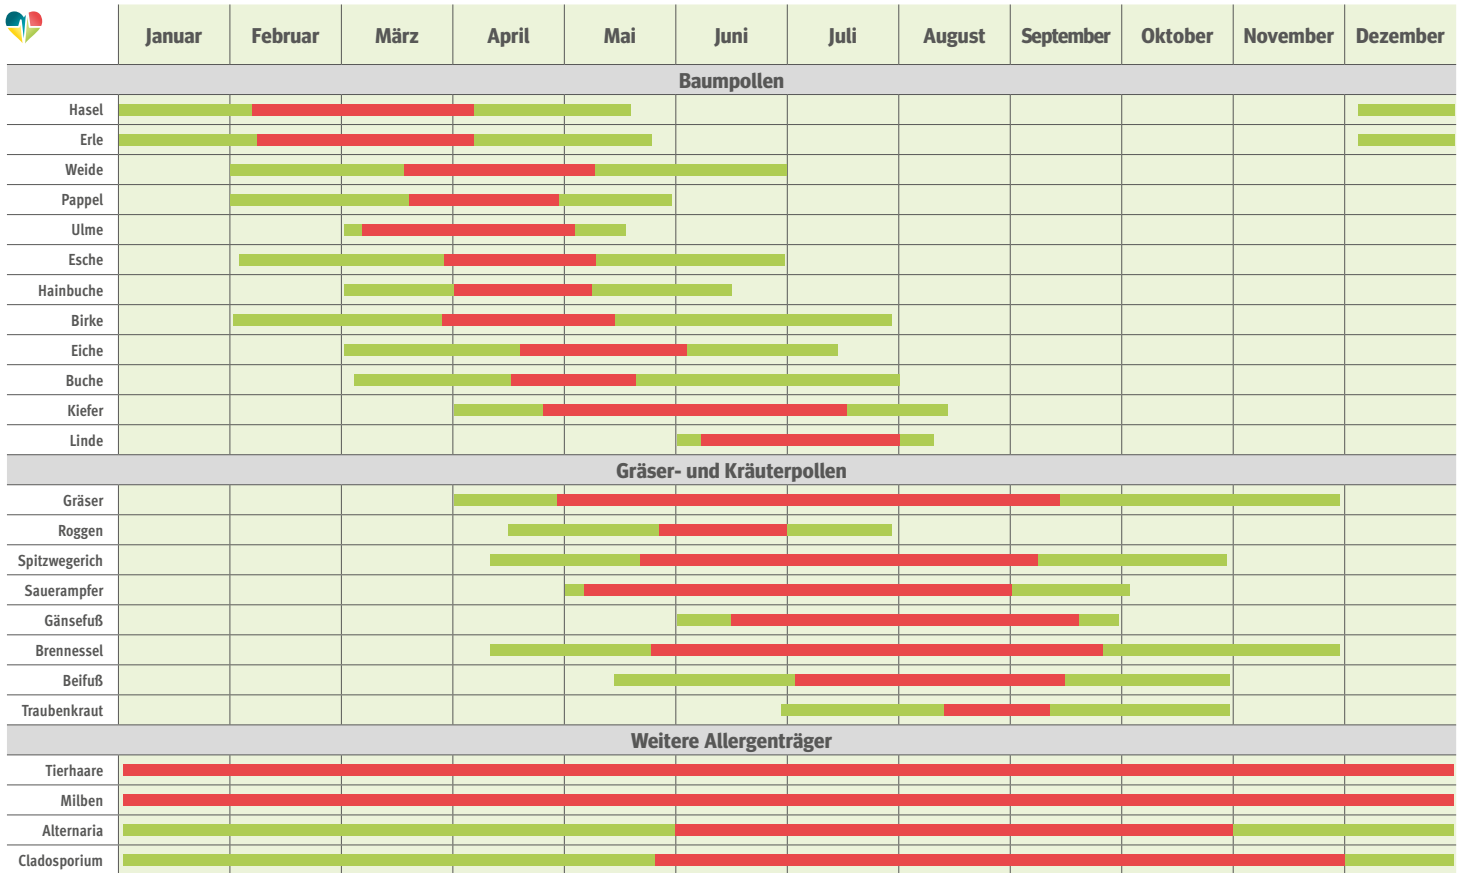 Januar Februar März April Mai Juni Juli August September Oktober November Dezember
Baumpollen
Hasel
Erle
Weide
Pappel
Ulme
Esche
Hainbuche
Birke
Eiche
Buche
Kiefer
Linde
Gräser- und Kräuterpollen
Gräser
Roggen
Spitzwegerich
Sauerampfer
Gänsefuß
Brennessel
Beifuß
Traubenkraut
Weitere Allergenträger
Tierhaare
Milben
Alternaria
Cladosporium